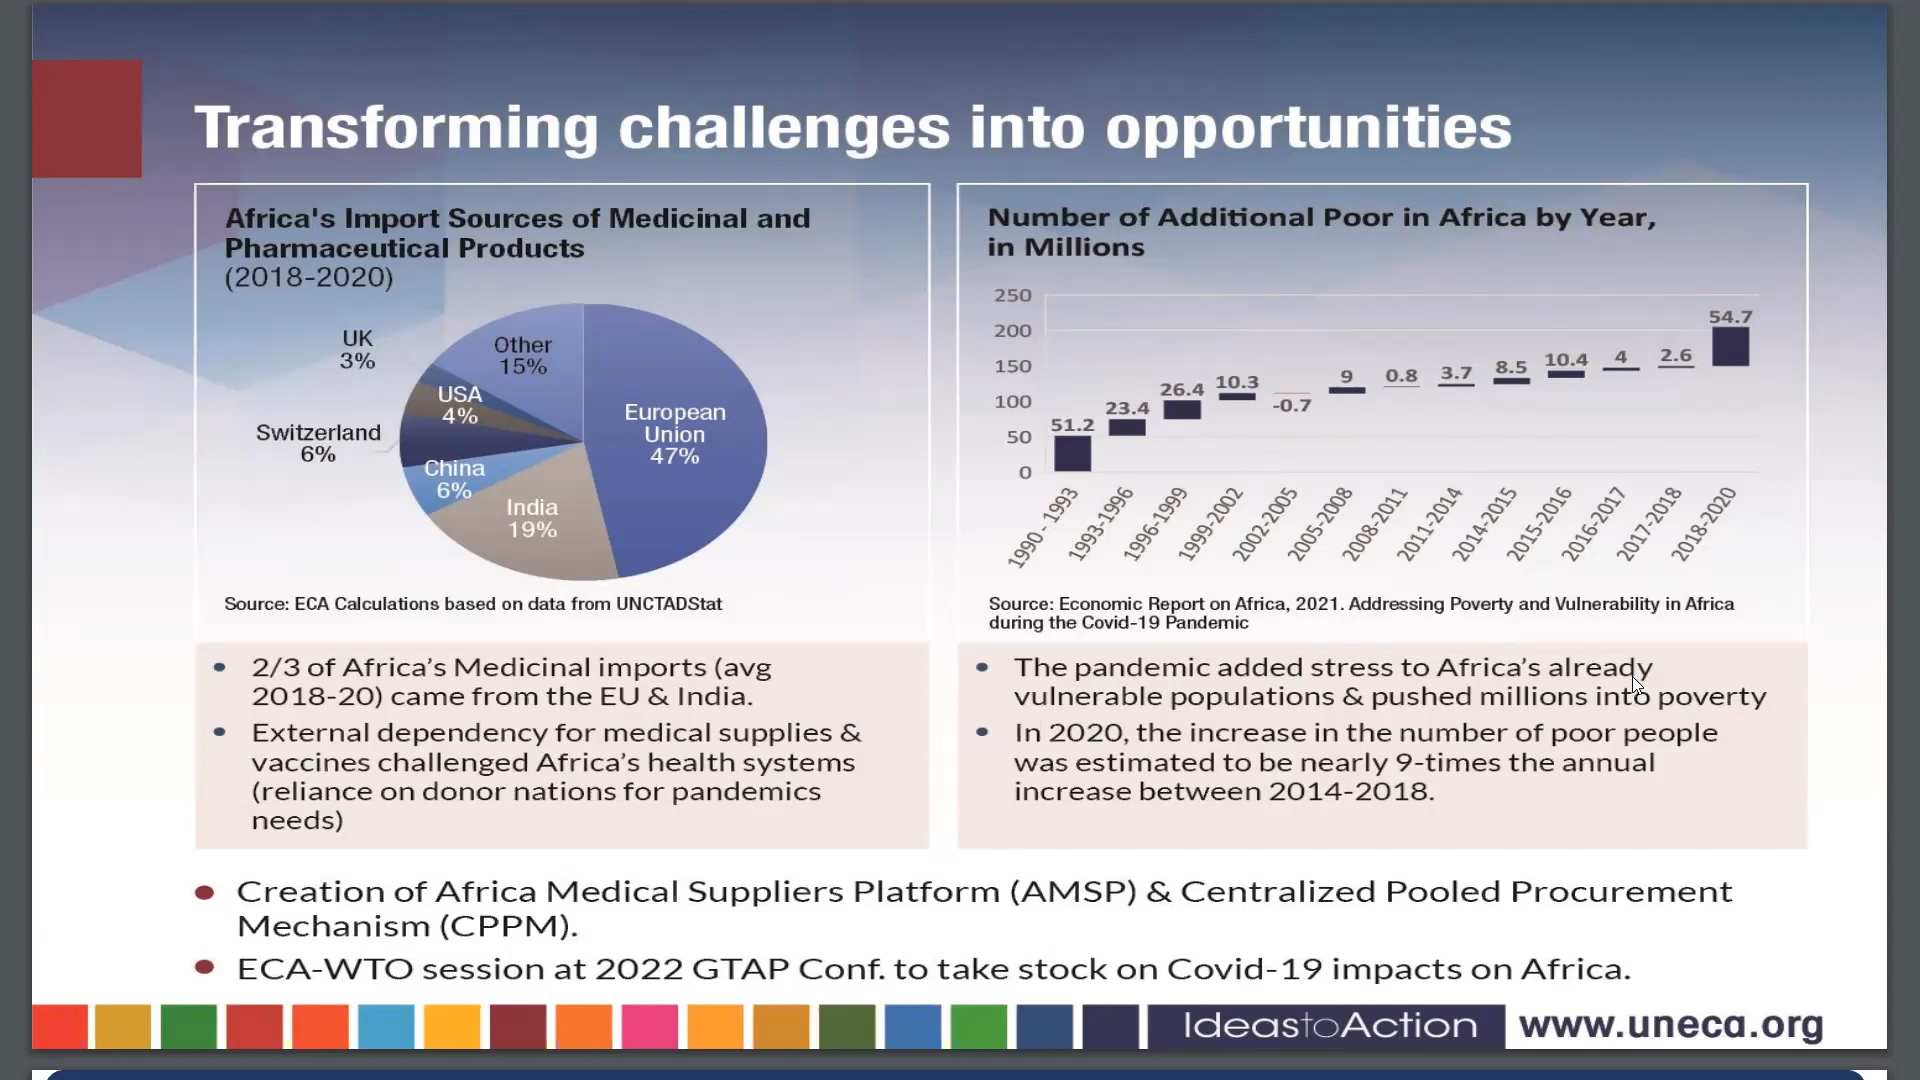 Transforming challenges into opportunities
Africa's Import Sources of Medicinal and
Pharmaceutical Products
(2018-2020)
UK
3%
Other
15%
USA
4%
European
Union
47%
Switzerland
6%
China
6%
India
19%
Source: ECA Calculations based on data from UNCTADStat
Number of Additional Poor in Africa by Year,
in Millions
250
200
150
100
50
0
51.2
23.4
26.4
10.3
-0.7
9
0.8
3.7
8.5
10.4
4
2.6
54.7
1990 - 1993
1993-1996
1996-1999
1999-2002
2002-2005
2005-2008
2008-2011
2011-2014
2014-2015
2015-2016
2016-2017
2017-2018
2018-2020
Source: Economic Report on Africa, 2021. Addressing Poverty and Vulnerability in Africa
during the Covid-19 Pandemic
• 2/3 of Africa’s Medicinal imports (avg
2018-20) came from the EU & India.
• External dependency for medical supplies &
vaccines challenged Africa’s health systems
(reliance on donor nations for pandemics
needs)
• The pandemic added stress to Africa’s already
vulnerable populations & pushed millions into poverty
• In 2020, the increase in the number of poor people
was estimated to be nearly 9-times the annual
increase between 2014-2018.
• Creation of Africa Medical Suppliers Platform (AMSP) & Centralized Pooled Procurement
Mechanism (CPPM).
• ECA-WTO session at 2022 GTAP Conf. to take stock on Covid-19 impacts on Africa.
IdeastoAction
www.uneca.org